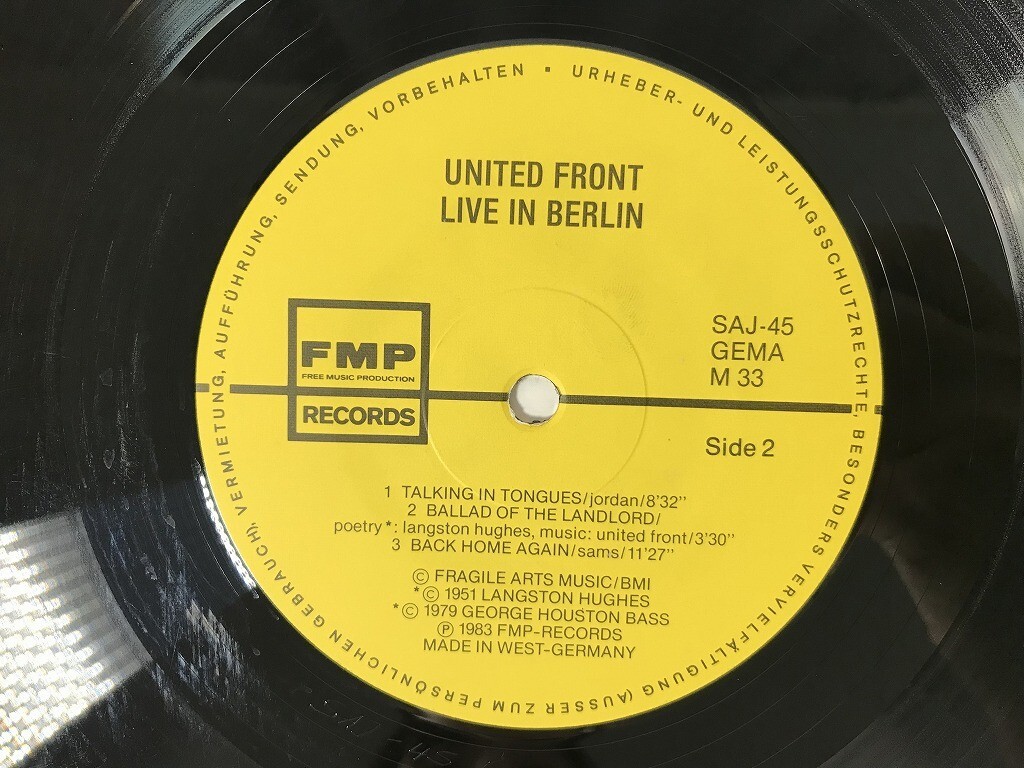 URHEBER- UND LEISTUNGSSCHUTZRECHTE, BESONDERS VERVIELFÄLTIGUNG (AUSSER ZUM PERSÖNLICHEN GEBRAUCH), VERMIETUNG, AUFFÜHRUNG, SENDUNG, VORBEHALTEN ·
UNITED FRONT
LIVE IN BERLIN
FMP
FREE MUSIC PRODUCTION
RECORDS
SAJ-45
GEMA
M 33
Side 2
1 TALKING IN TONGUES/jordan/8'32"
2 BALLAD OF THE LANDLORD/
poetry*: langston hughes, music: united front/3'30"
3 BACK HOME AGAIN/sams/11'27"
© FRAGILE ARTS MUSIC/BMI
*© 1951 LANGSTON HUGHES
*© 1979 GEORGE HOUSTON BASS
℗ 1983 FMP-RECORDS
MADE IN WEST-GERMANY
SAJ 45